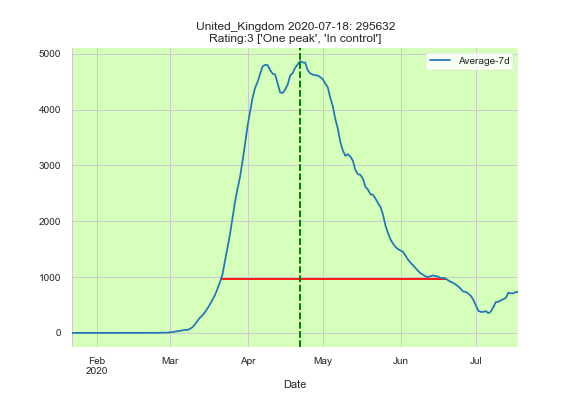 United_Kingdom 2020-07-18: 295632
Rating:3 ['One peak', 'In control']
Average-7d
5000
4000
3000
2000
1000
0
Feb
2020
Mar
Apr
May
Jun
Jul
Date